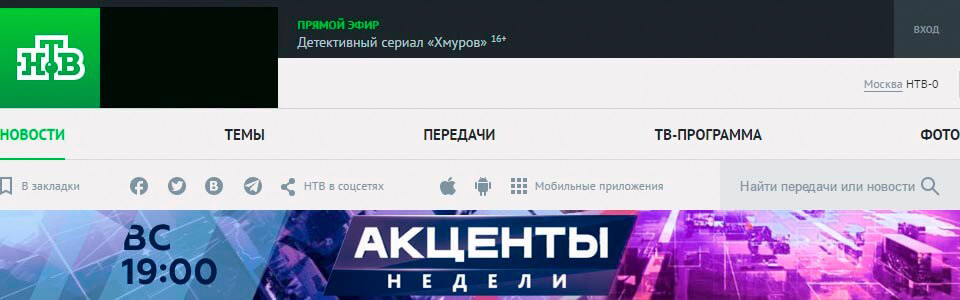 НТВ
ПРЯМОЙ ЭФИР
Детективный сериал «Хмуров» 16+
вход
Москва НТВ-0
НОВОСТИ ТЕМЫ ПЕРЕДАЧИ ТВ-ПРОГРАММА ФОТО
В закладки НТВ в соцсетях Мобильные приложения Найти передачи или новости
ВС
19:00
АКЦЕНТЫ
НЕДЕЛИ